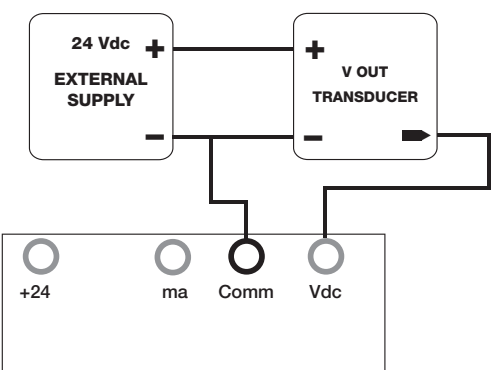 24 Vdc +
EXTERNAL
SUPPLY
−
+
V OUT
TRANSDUCER
−
+24
ma
Comm
Vdc